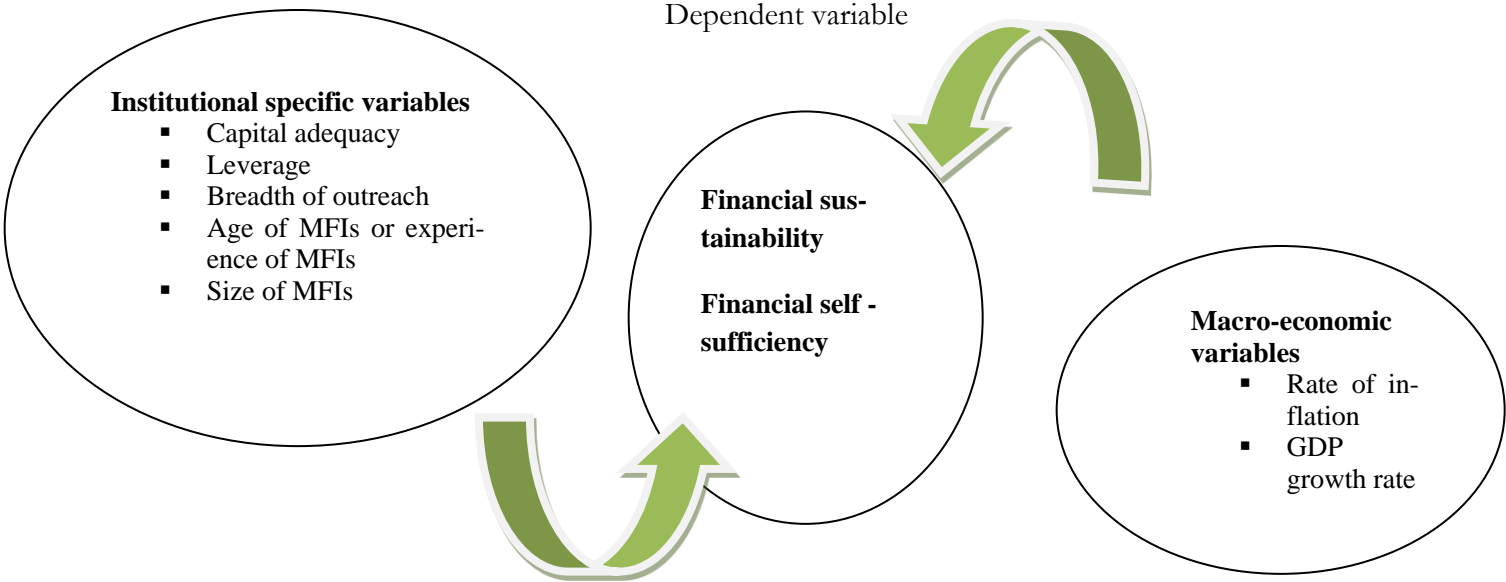 Dependent variable
Institutional specific variables
▪ Capital adequacy
▪ Leverage
▪ Breadth of outreach
▪ Age of MFIs or experi-
ence of MFIs
▪ Size of MFIs
Financial sus-
tainability
Financial self -
sufficiency
Macro-economic
variables
▪ Rate of in-
flation
▪ GDP
growth rate